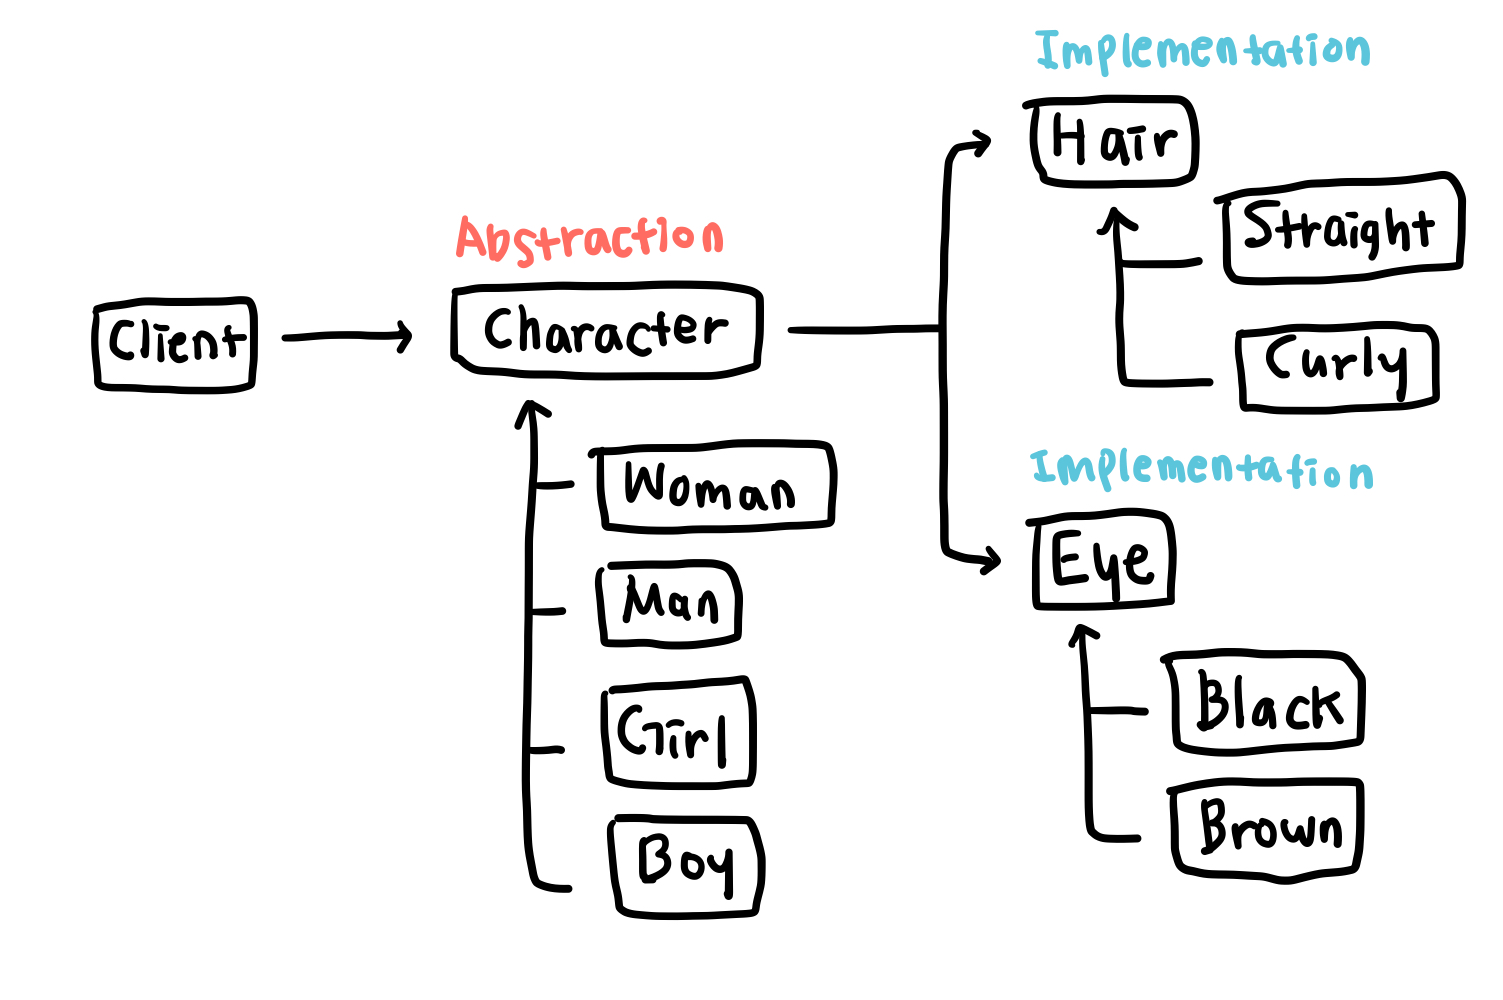 Implementation
Hair
Straight
Curly
Abstraction
Client
Character
Woman
Man
Girl
Boy
Implementation
Eye
Black
Brown